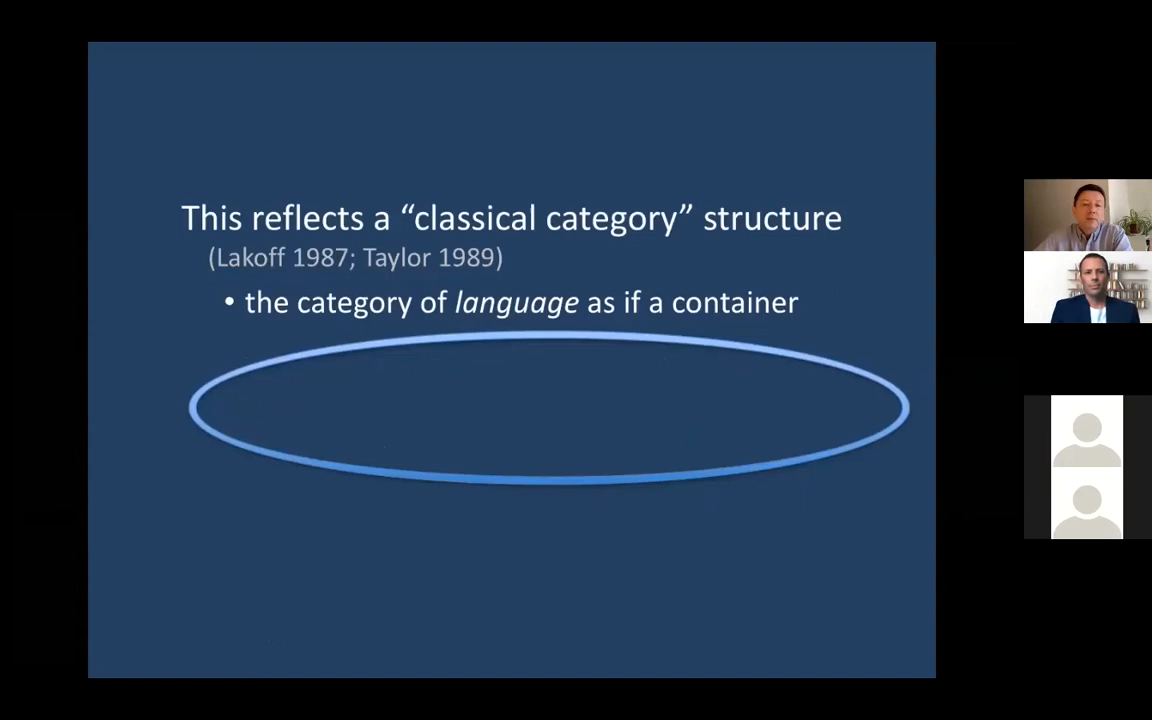 This reflects a “classical category” structure
(Lakoff 1987; Taylor 1989)
• the category of language as if a container